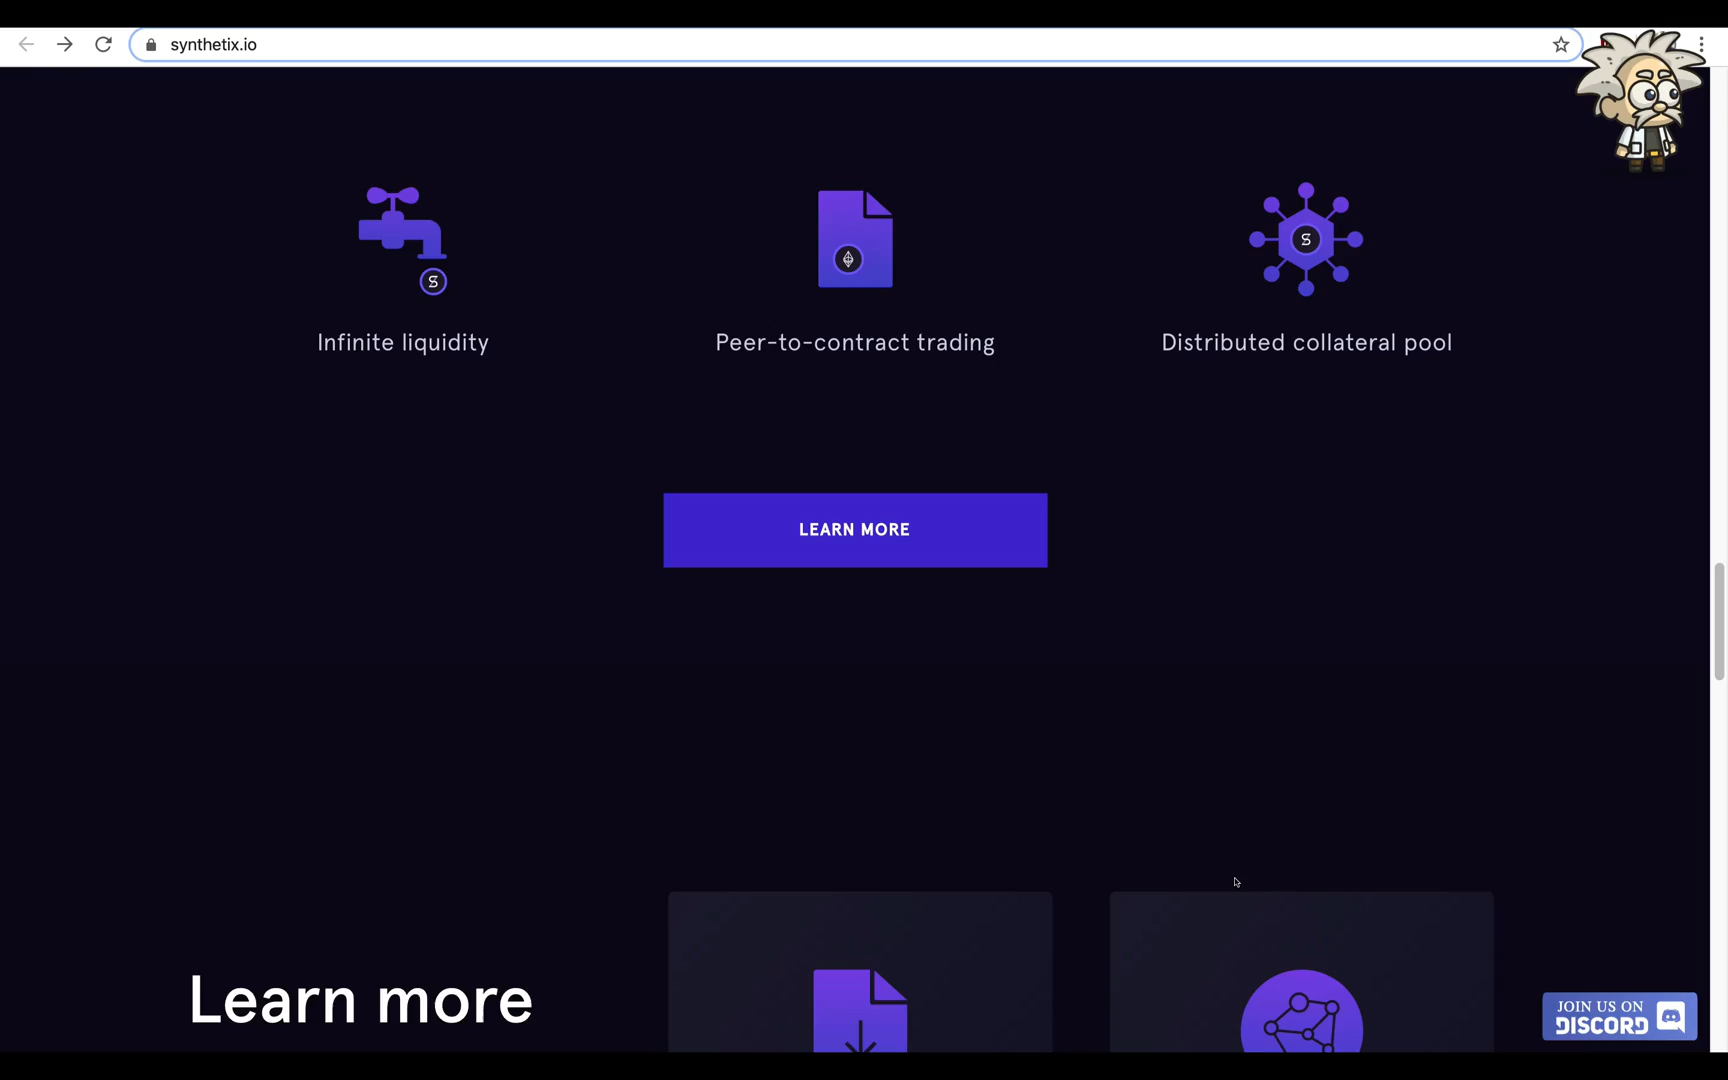 synthetix.io
Infinite liquidity
Peer-to-contract trading
Distributed collateral pool
LEARN MORE
Learn more
JOIN US ON
DISCORD